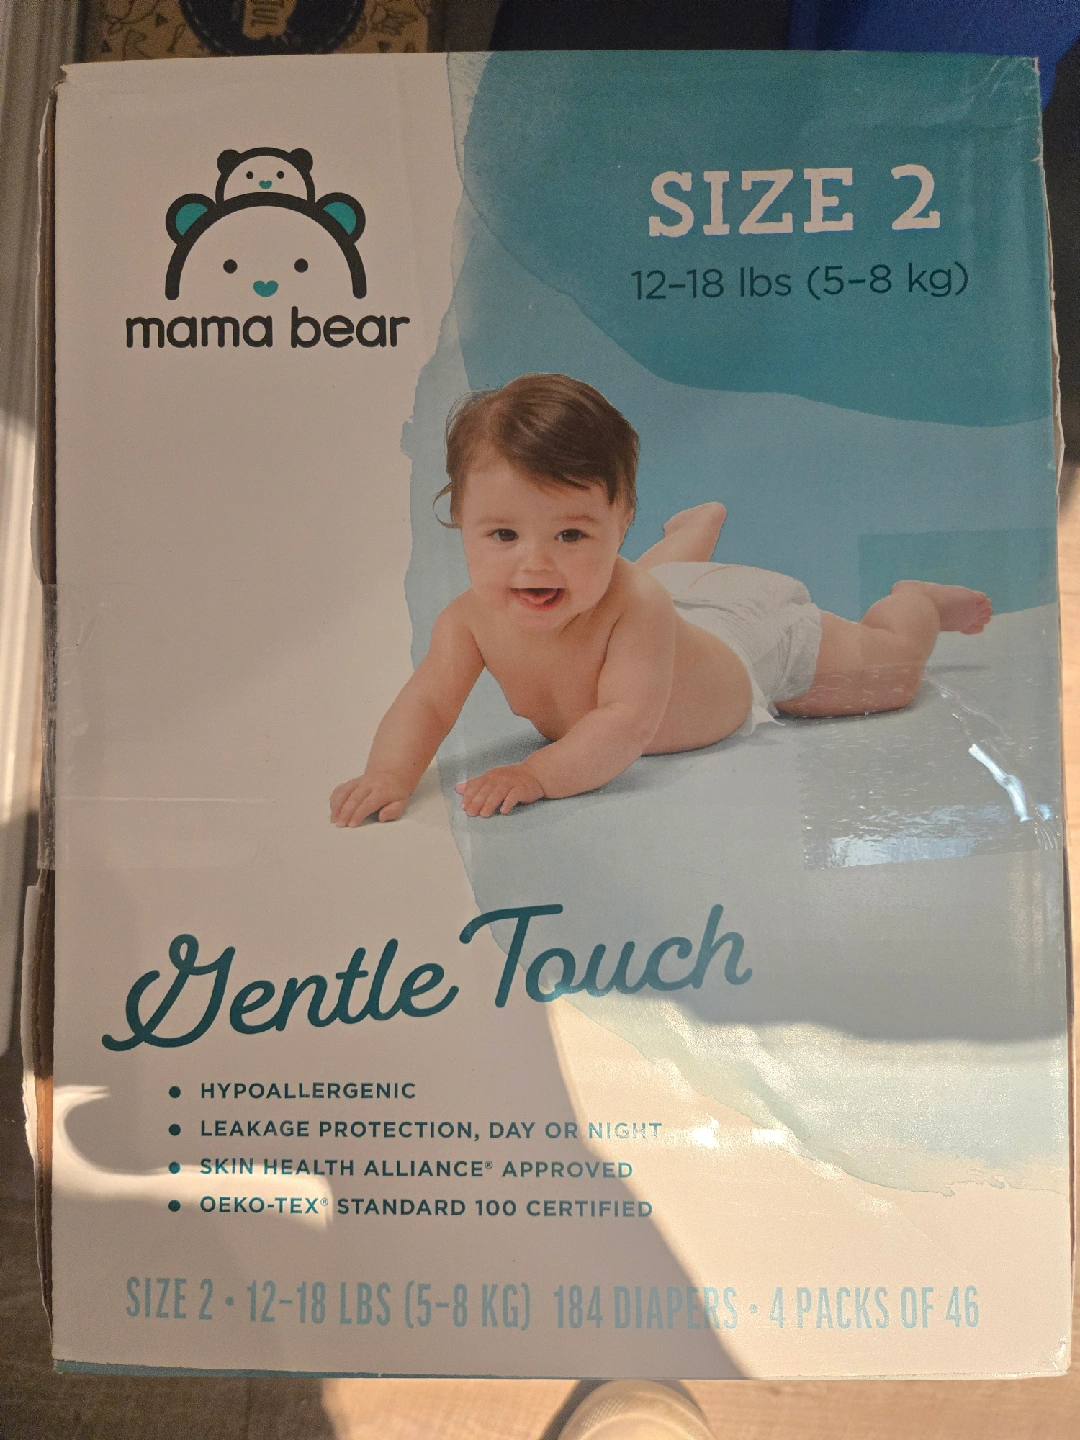 mama bear
SIZE 2
12-18 lbs (5-8 kg)
Gentle Touch
• HYPOALLERGENIC
• LEAKAGE PROTECTION, DAY OR NIGHT
• SKIN HEALTH ALLIANCE® APPROVED
• OEKO-TEX® STANDARD 100 CERTIFIED
SIZE 2 • 12-18 LBS (5-8 KG) 184 DIAPERS • 4 PACKS OF 46